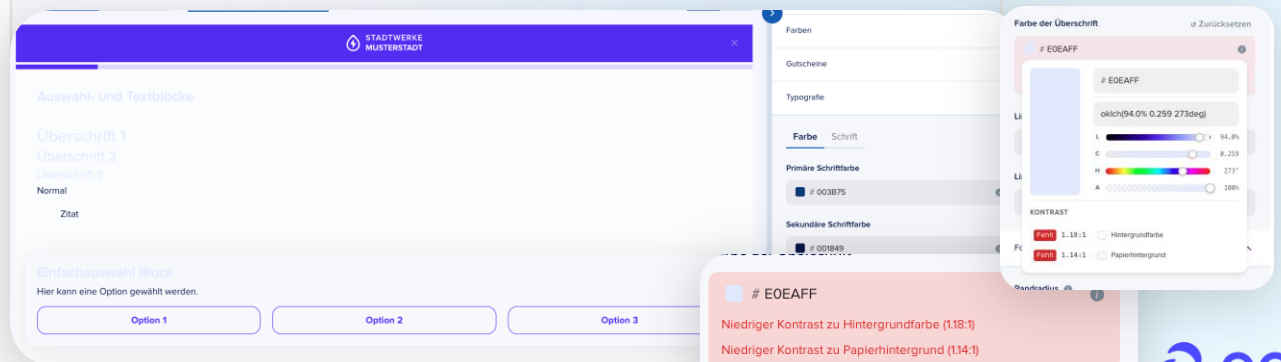 STADTWERKE
MUSTERSTADT
×
Auswahl- und Textblöcke
Überschrift 1
Überschrift 2
Überschrift 3
Normal
Zitat
Einfachauswahl Block
Hier kann eine Option gewählt werden.
Option 1
Option 2
Option 3
Farben
Gutscheine
Typografie
Farbe
Schrift
Primäre Schriftfarbe
# 003B75
Sekundäre Schriftfarbe
# 001849
# E0EAFF
Niedriger Kontrast zu Hintergrundfarbe (1.18:1)
Niedriger Kontrast zu Papierhintergrund (1.14:1)
Farbe der Überschrift
↺ Zurücksetzen
# E0EAFF
# E0EAFF
oklch(94.0% 0.259 273deg)
L 94.0%
C 0.259
H 273°
A 100%
KONTRAST
Fehlt 1.18:1 Hintergrundfarbe
Fehlt 1.14:1 Papierhintergrund
Randradius